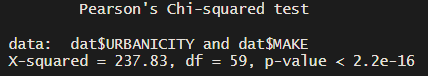 Pearson's Chi-squared test
data:  dat$URBANICITY and dat$MAKE
X-squared = 237.83, df = 59, p-value < 2.2e-16